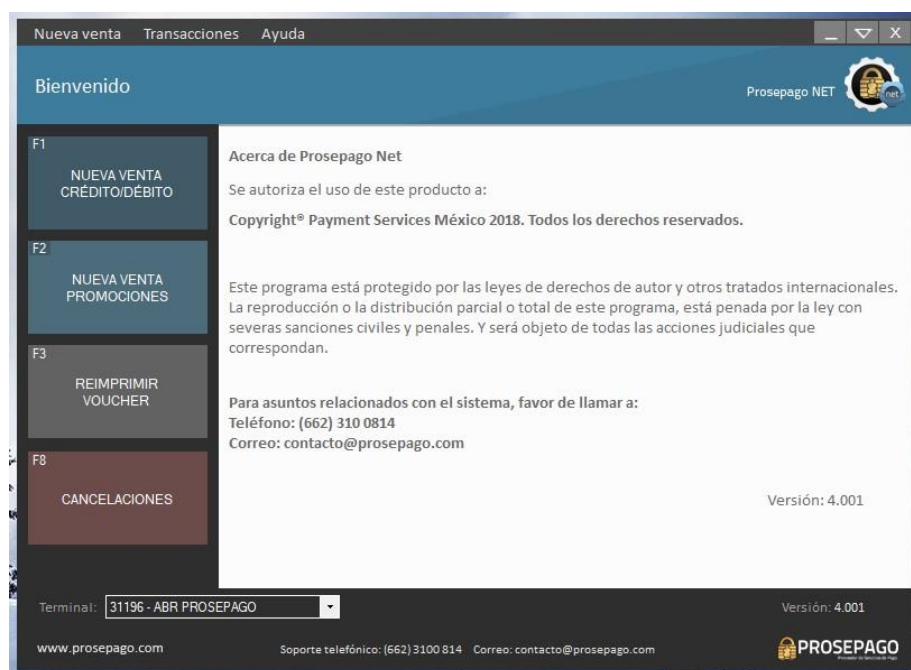 Nueva venta Transacciones Ayuda
_ X
Bienvenido
Prosepago NET
net
F1
NUEVA VENTA
CRÉDITO/DÉBITO
F2
NUEVA VENTA
PROMOCIONES
F3
REIMPRIMIR
VOUCHER
F8
CANCELACIONES
Acerca de Prosepago Net
Se autoriza el uso de este producto a:
Copyright® Payment Services México 2018. Todos los derechos reservados.
Este programa está protegido por las leyes de derechos de autor y otros tratados internacionales.
La reproducción o la distribución parcial o total de este programa, está penada por la ley con
severas sanciones civiles y penales. Y será objeto de todas las acciones judiciales que
correspondan.
Para asuntos relacionados con el sistema, favor de llamar a:
Teléfono: (662) 310 0814
Correo: contacto@prosepago.com
Versión: 4.001
Terminal: 31196 - ABR PROSEPAGO
Versión: 4.001
www.prosepago.com
Soporte telefónico: (662) 3100 814 Correo: contacto@prosepago.com
PROSEPAGO